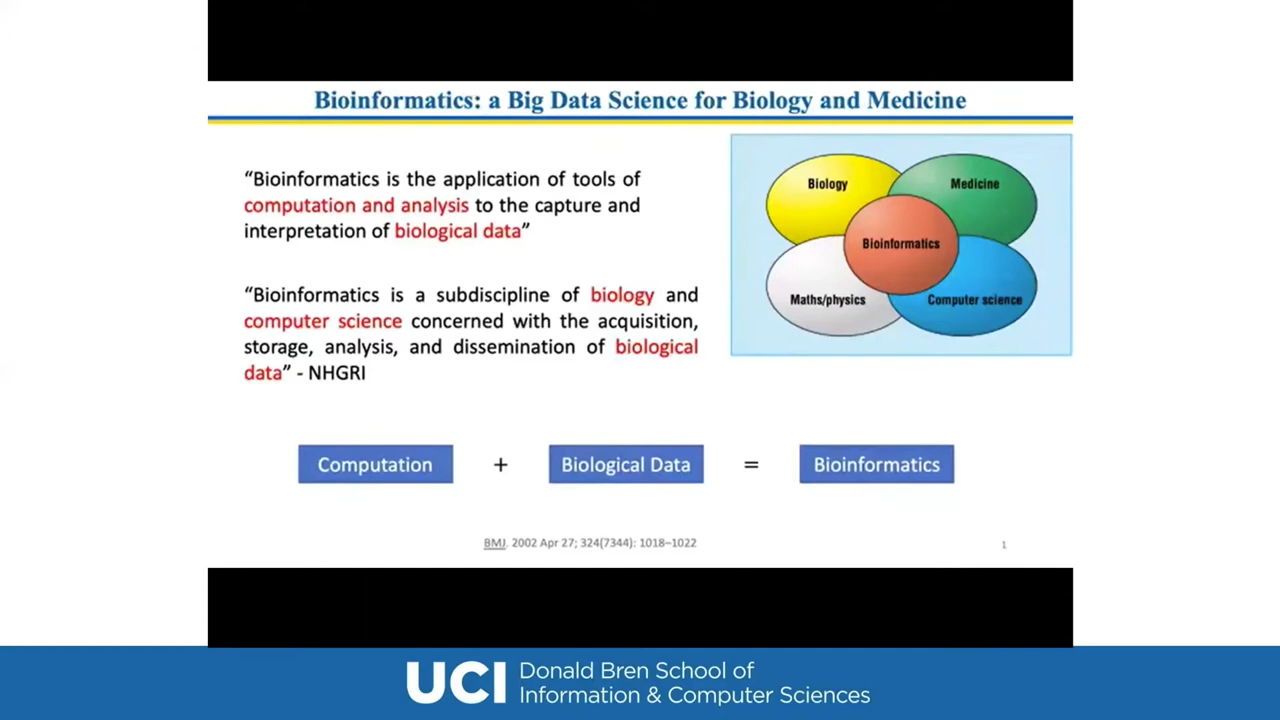 Bioinformatics: a Big Data Science for Biology and Medicine
“Bioinformatics is the application of tools of
computation and analysis to the capture and
interpretation of biological data”
“Bioinformatics is a subdiscipline of biology and
computer science concerned with the acquisition,
storage, analysis, and dissemination of biological
data” - NHGRI
Biology
Medicine
Bioinformatics
Maths/physics
Computer science
Computation + Biological Data = Bioinformatics
BMJ. 2002 Apr 27; 324(7344): 1018–1022
1
UCI Donald Bren School of
Information & Computer Sciences